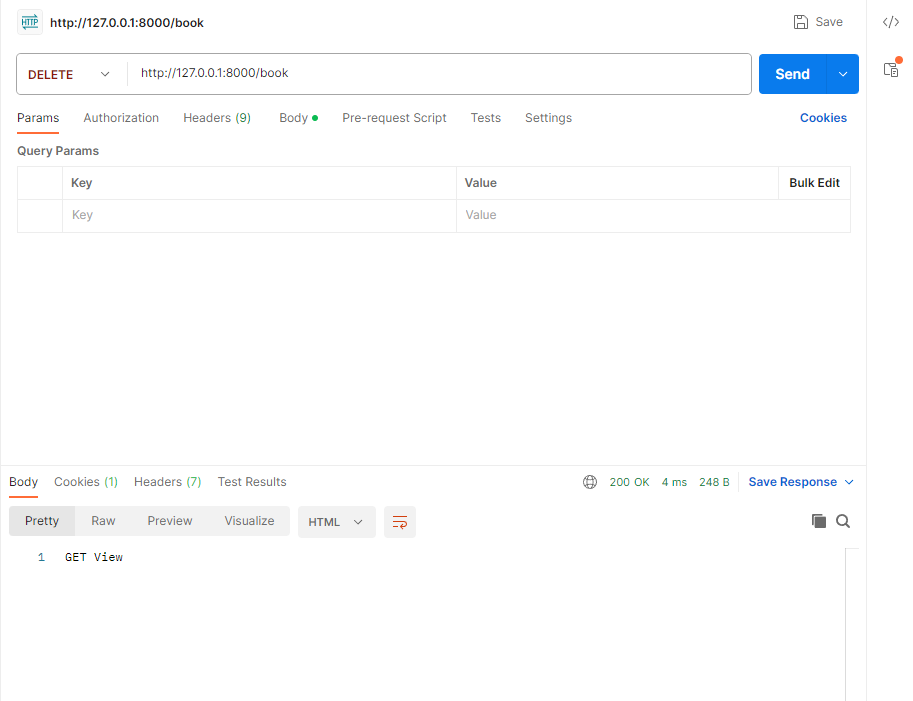 HTTP http://127.0.0.1:8000/book Save
DELETE http://127.0.0.1:8000/book Send
Params Authorization Headers (9) Body Pre-request Script Tests Settings Cookies
Query Params
Key Value Bulk Edit
Key Value
Body Cookies (1) Headers (7) Test Results 200 OK 4 ms 248 B Save Response
Pretty Raw Preview Visualize HTML
1 GET View